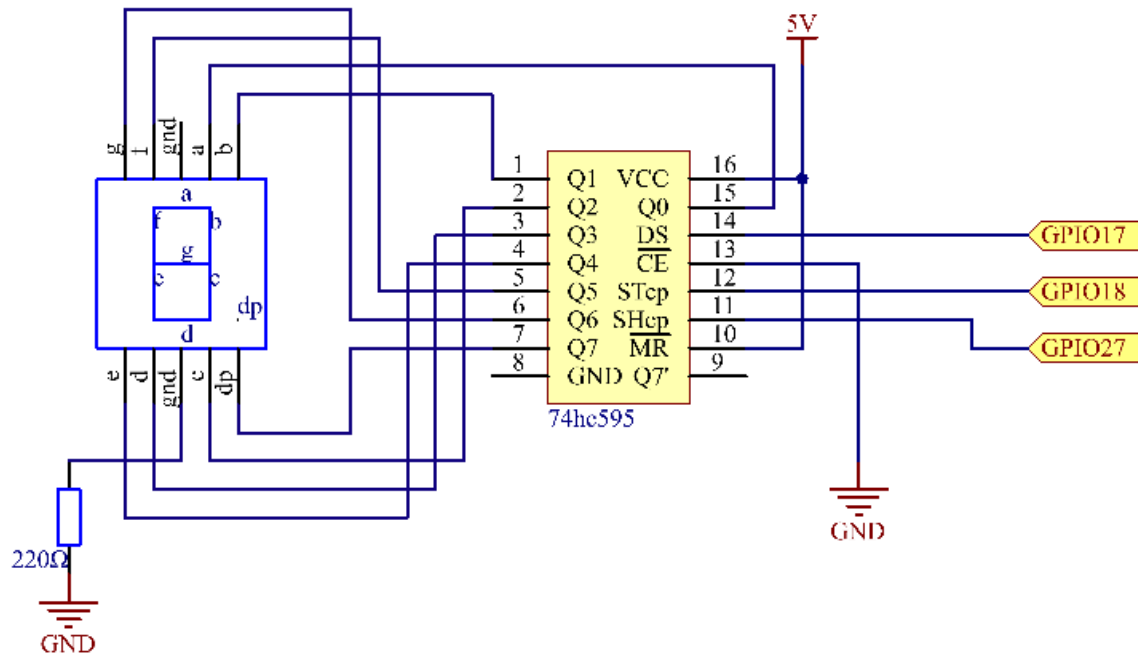 5V
g f gnd a b
a
f b
g
e c
dp
d
e d gnd c dp
220Ω
GND
1 16
Q1 VCC
2 15
Q2 Q0
3 14
Q3 DS
4 13
Q4 CE
5 12
Q5 STcp
6 11
Q6 SHcp
7 10
Q7 MR
8 9
GND Q7'
74hc595
GPIO17
GPIO18
GPIO27
GND